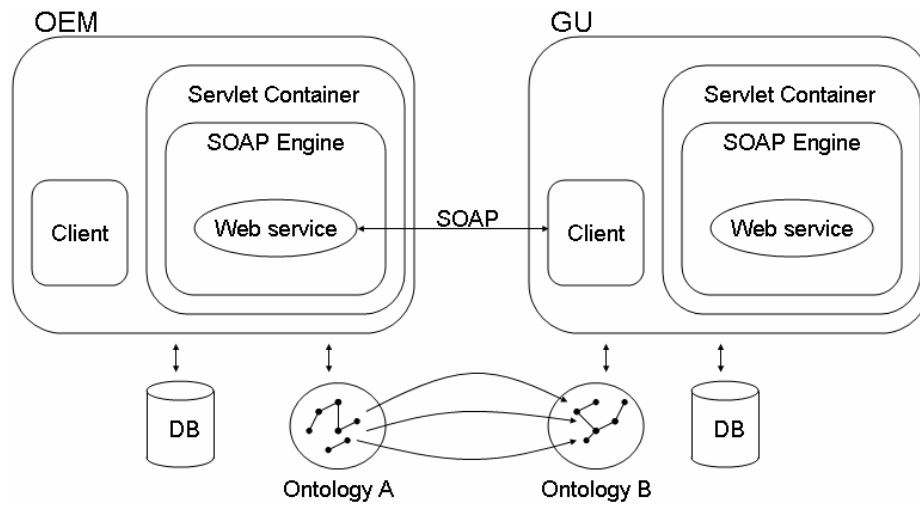 OEM
GU
Servlet Container
Servlet Container
SOAP Engine
SOAP Engine
Client
Web service
SOAP
Client
Web service
DB
DB
Ontology A
Ontology B